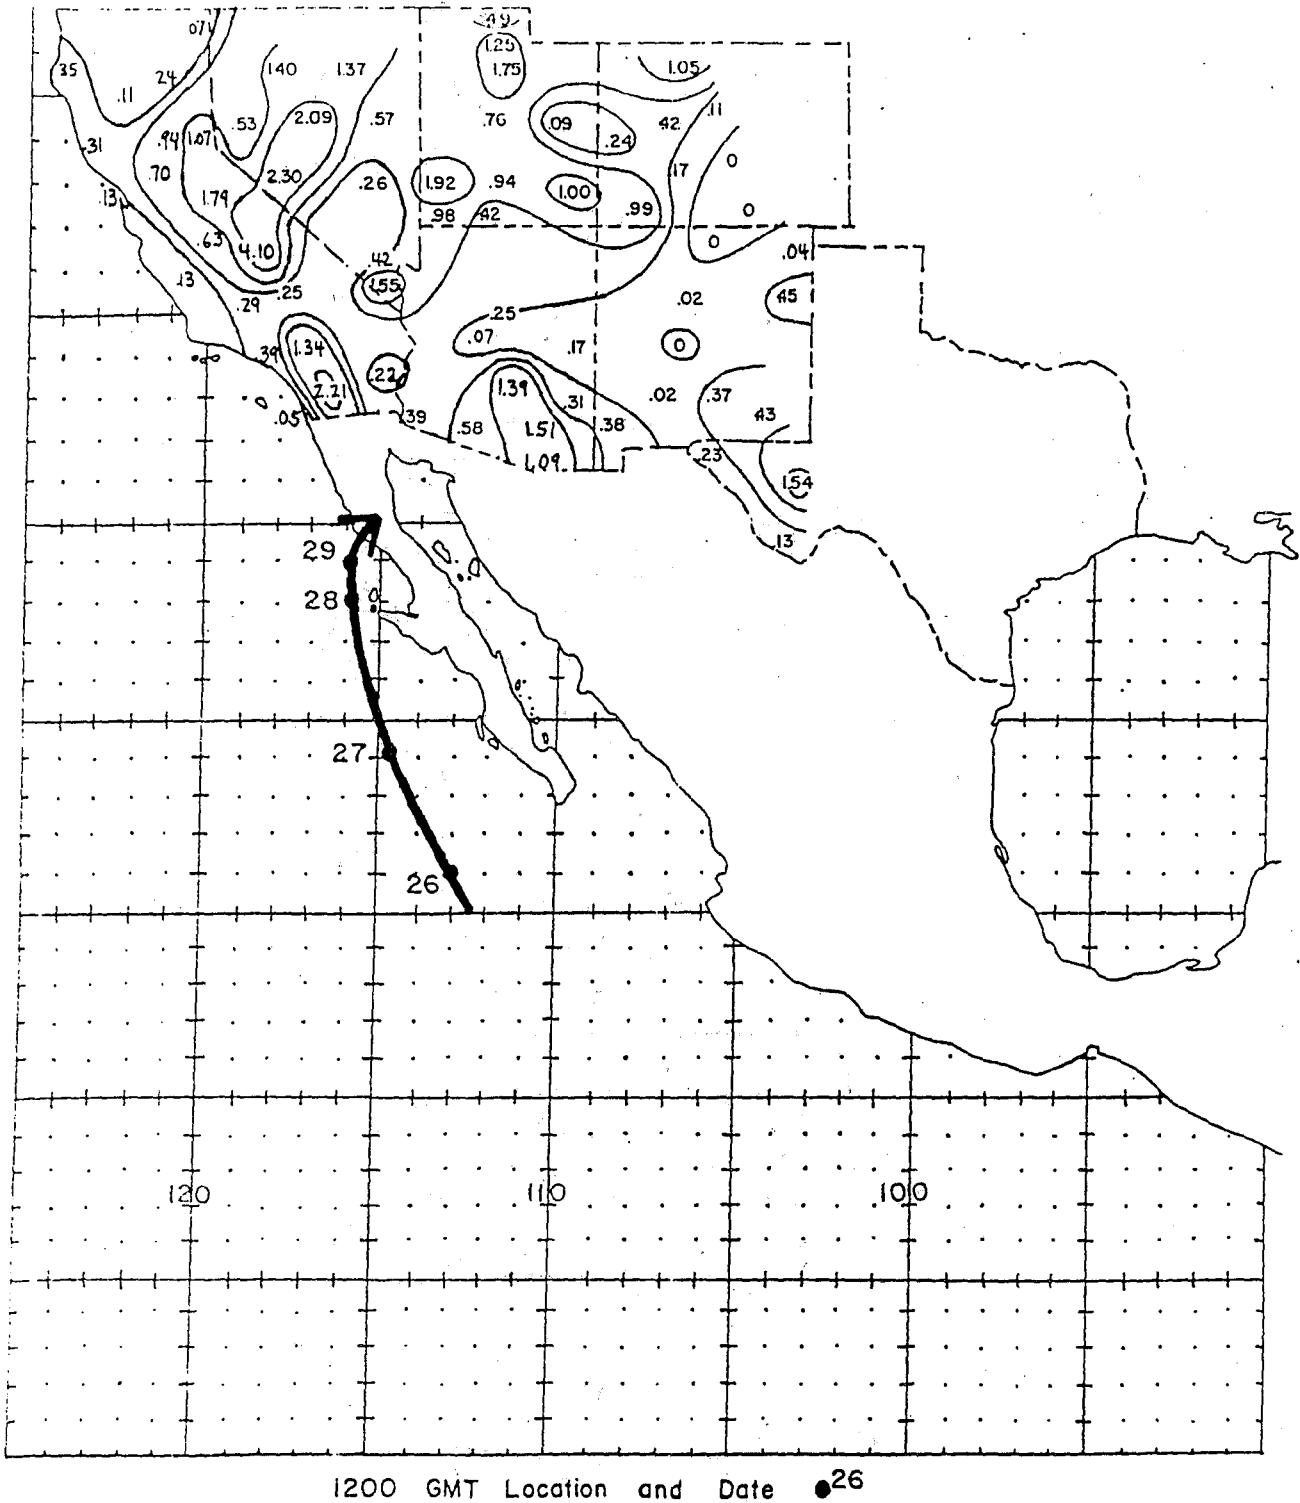 .49
.07
1.25
.35 .24 1.40 1.37 1.75 1.05
.11
.53 2.09 .57 .76 .09 .42 .11
.31 .94 1.07 .24
.70 2.30 .26 1.92 .94 1.00 .17 0
.13 1.79 .98 .42 .99 0
.63 4.10 .42 0 .04
.13 .29 .25 1.55 .02 .45
.25
.39 1.34 .07 .17 0
2.21 .22 1.39 .02 .37
.05 .39 .58 1.51 .31 .38 .43
1.09 .23
1.54
.13
29
28
27
26
120 110 100
1200 GMT Location and Date ●26